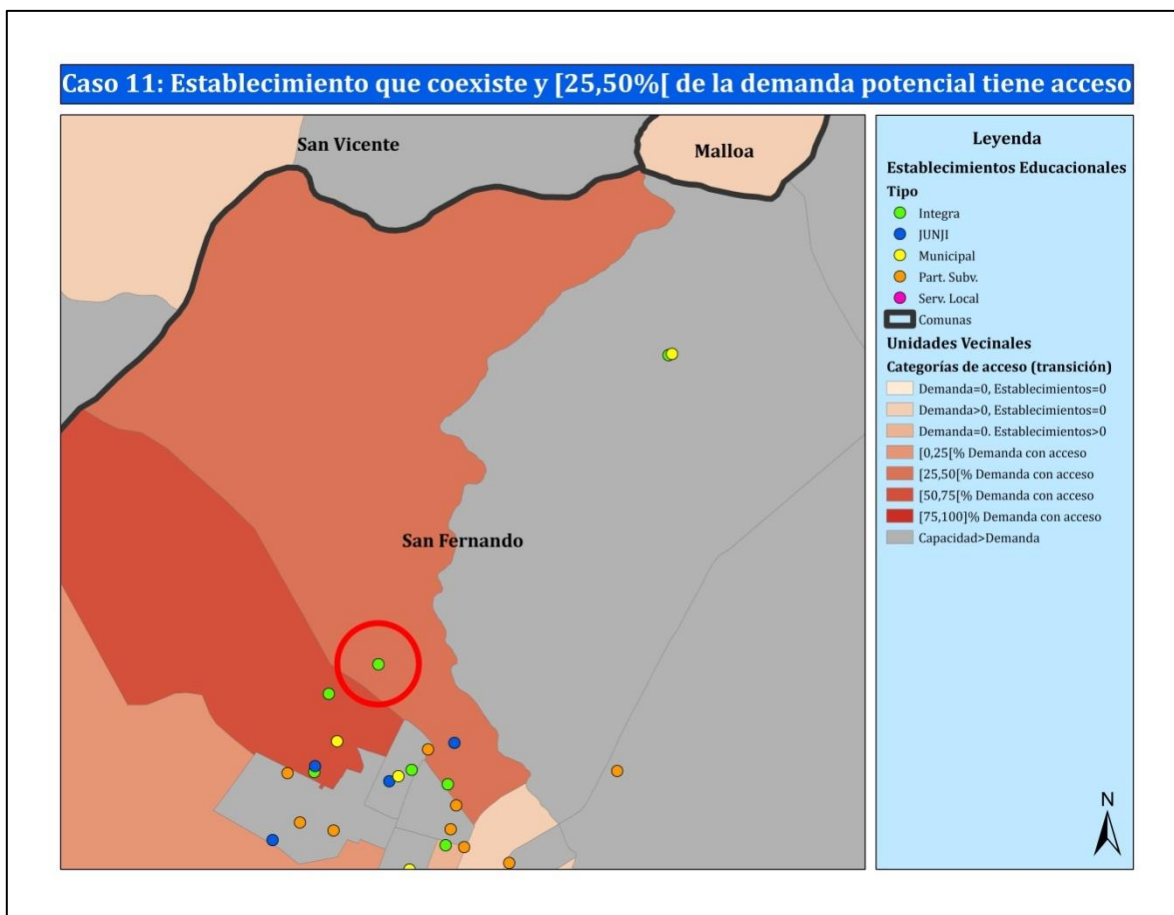 Caso 11: Establecimiento que coexiste y [25,50%[ de la demanda potencial tiene acceso
San Vicente
Malloa
San Fernando
Leyenda
Establecimientos Educacionales
Tipo
Integra
JUNJI
Municipal
Part. Subv.
Serv. Local
Comunas
Unidades Vecinales
Categorías de acceso (transición)
Demanda=0, Establecimientos=0
Demanda>0, Establecimientos=0
Demanda=0. Establecimientos>0
[0,25[% Demanda con acceso
[25,50[% Demanda con acceso
[50,75[% Demanda con acceso
[75,100]% Demanda con acceso
Capacidad>Demanda
N